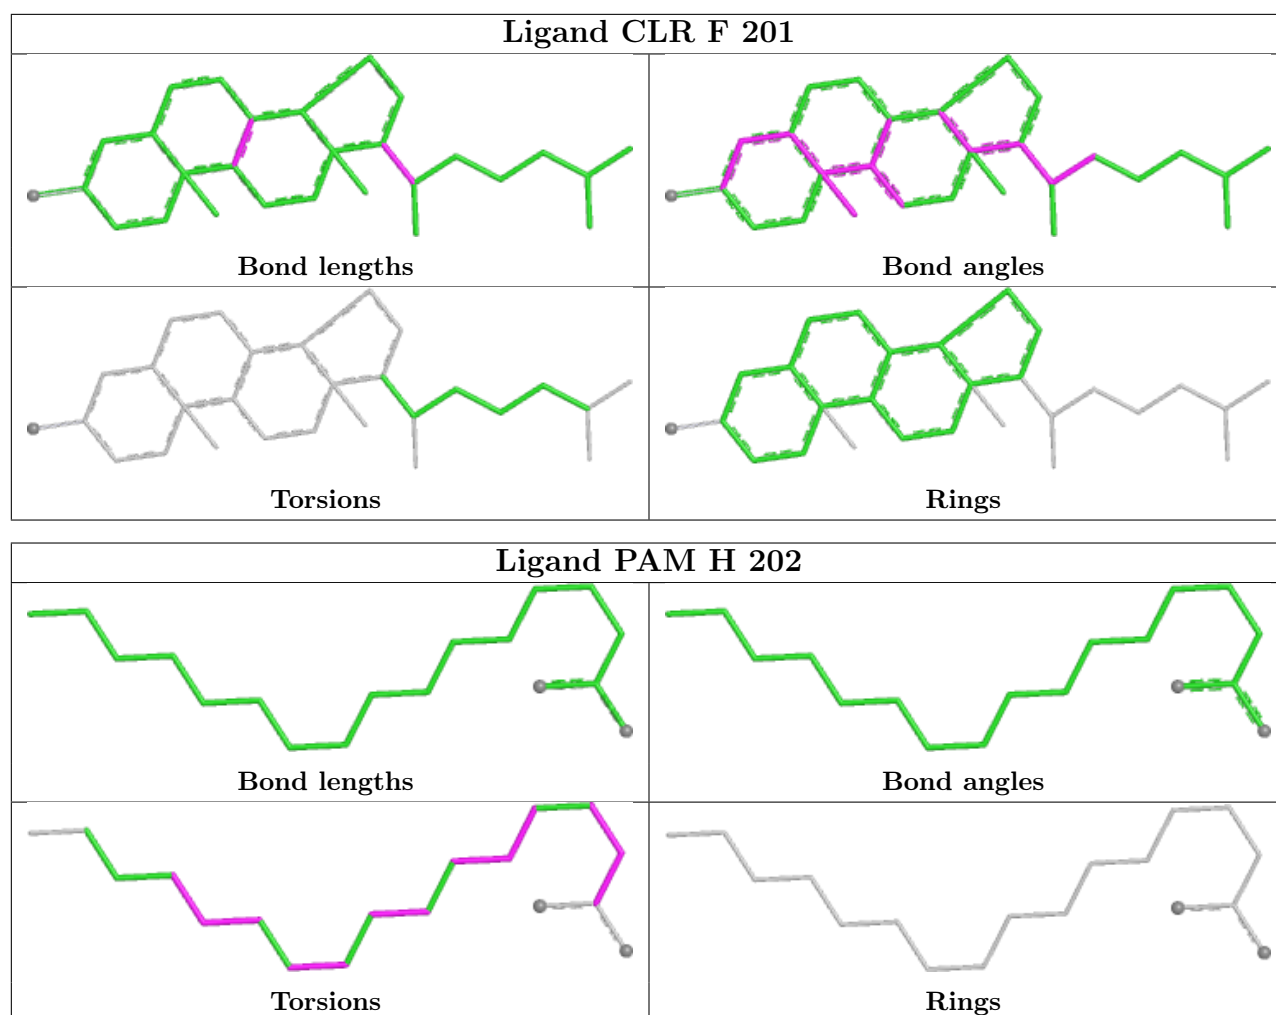 Ligand CLR F 201
Bond lengths
Bond angles
Torsions
Rings
Ligand PAM H 202
Bond lengths
Bond angles
Torsions
Rings